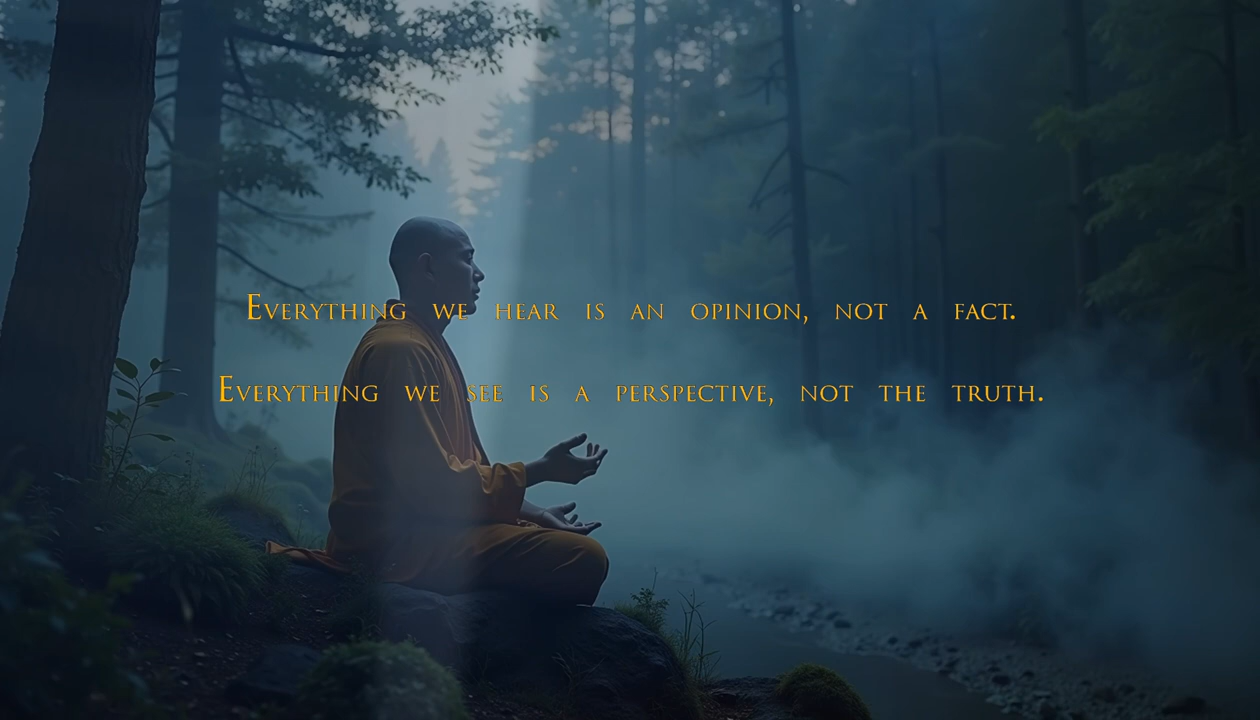 Everything we hear is an opinion, not a fact.
Everything we see is a perspective, not the truth.